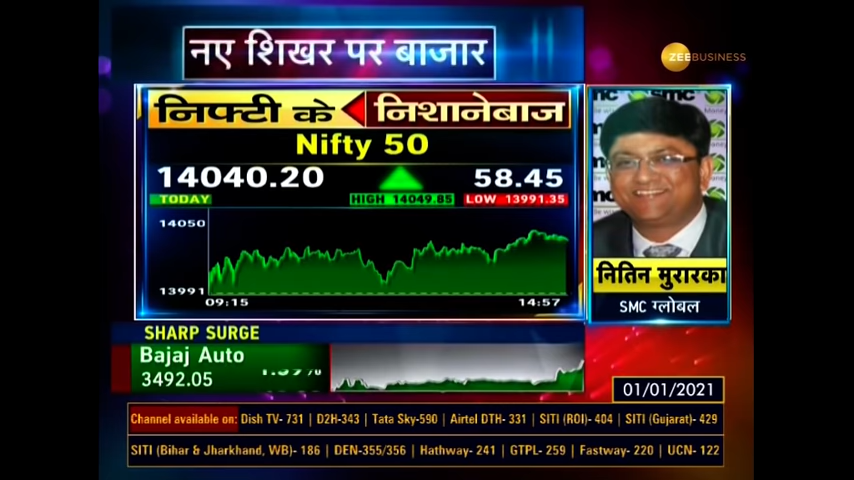 नए शिखर पर बाजार
ZEE BUSINESS
निफ्टी के निशानेबाज
Nifty 50
14040.20 58.45
TODAY HIGH 14049.85 LOW 13991.35
14050
13991
09:15 14:57
smc
नितिन मुरारका
SMC ग्लोबल
SHARP SURGE
Bajaj Auto
3492.05
01/01/2021
Channel available on: Dish TV- 731 | D2H-343 | Tata Sky-590 | Airtel DTH- 331 | SITI (ROI)- 404 | SITI (Gujarat)- 429
SITI (Bihar & Jharkhand, WB)- 186 | DEN-355/356 | Hathway- 241 | GTPL- 259 | Fastway- 220 | UCN- 122